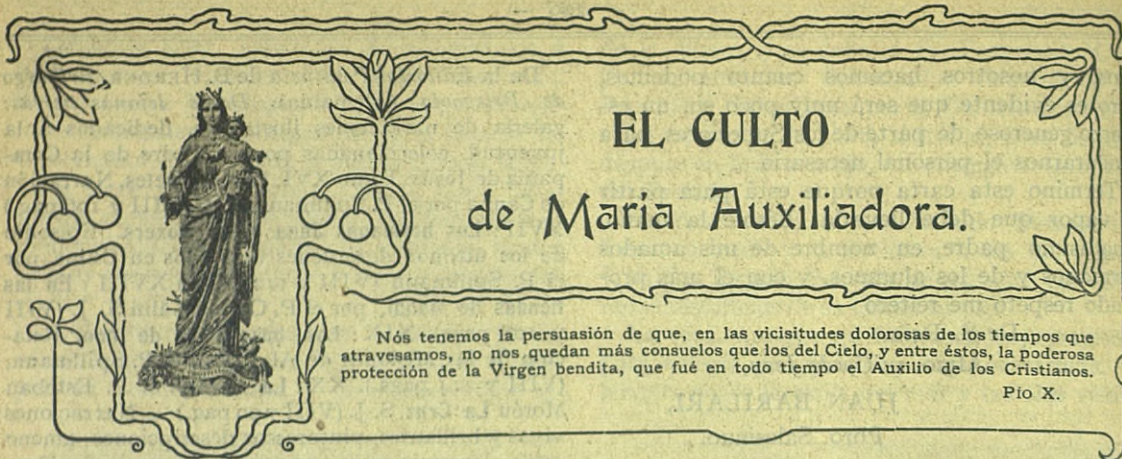 EL CULTO
de María Auxiliadora.
Nós tenemos la persuasión de que, en las vicisitudes dolorosas de los tiempos que
atravesamos, no nos quedan más consuelos que los del Cielo, y entre éstos, la poderosa
protección de la Virgen bendita, que fué en todo tiempo el Auxilio de los Cristianos.
Pío X.